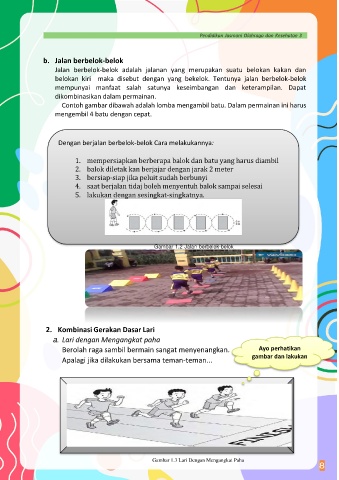 Pendidikan Jasmani Olahraga dan Kesehatan 3
b. Jalan berbelok-belok
Jalan berbelok-belok adalah jalanan yang merupakan suatu belokan kakan dan
belokan kiri maka disebut dengan yang bekelok. Tentunya jalan berbelok-belok
mempunyai manfaat salah satunya keseimbangan dan keterampilan. Dapat
dikombinasikan dalam permainan.
Contoh gambar dibawah adalah lomba mengambil batu. Dalam permainan ini harus
mengembil 4 batu dengan cepat.
Dengan berjalan berbelok-belok Cara melakukannya:
1. mempersiapkan berberapa balok dan batu yang harus diambil
2. balok diletak kan berjajar dengan jarak 2 meter
3. bersiap-siap jika peluit sudah berbunyi
4. saat berjalan tidaj boleh menyentuh balok sampai selesai
5. lakukan dengan sesingkat-singkatnya.
Gambar 1.2 Jalan berbelok-belok
2. Kombinasi Gerakan Dasar Lari
a. Lari dengan Mengangkat paha
Berolah raga sambil bermain sangat menyenangkan.
Apalagi jika dilakukan bersama teman-teman...
Ayo perhatikan
gambar dan lakukan
FINISH
Gambar 1.3 Lari Dengan Mengangkat Paha
8